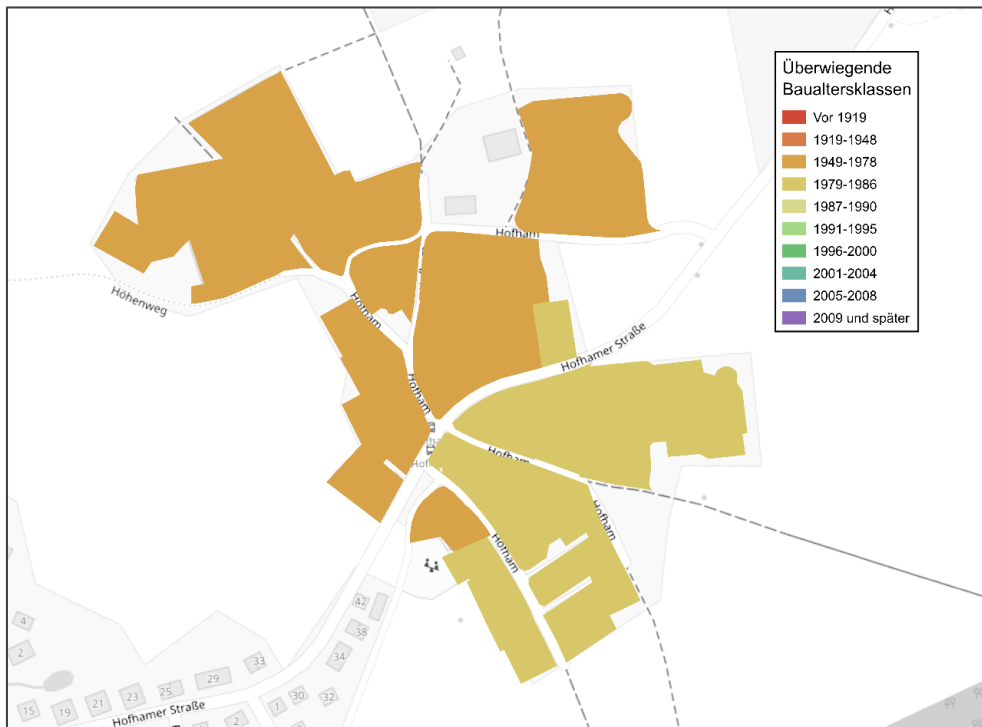 Überwiegende
Baualtersklassen
Vor 1919
1919-1948
1949-1978
1979-1986
1987-1990
1991-1995
1996-2000
2001-2004
2005-2008
2009 und später
Hofham
Höhenweg
Hofham
Hofhamer Straße
Hofham
Hofham
Hofham
Hofham
4
2
42
38
34
33
32
30
29
25
23
21
19
15
1
2
Hofhamer Straße